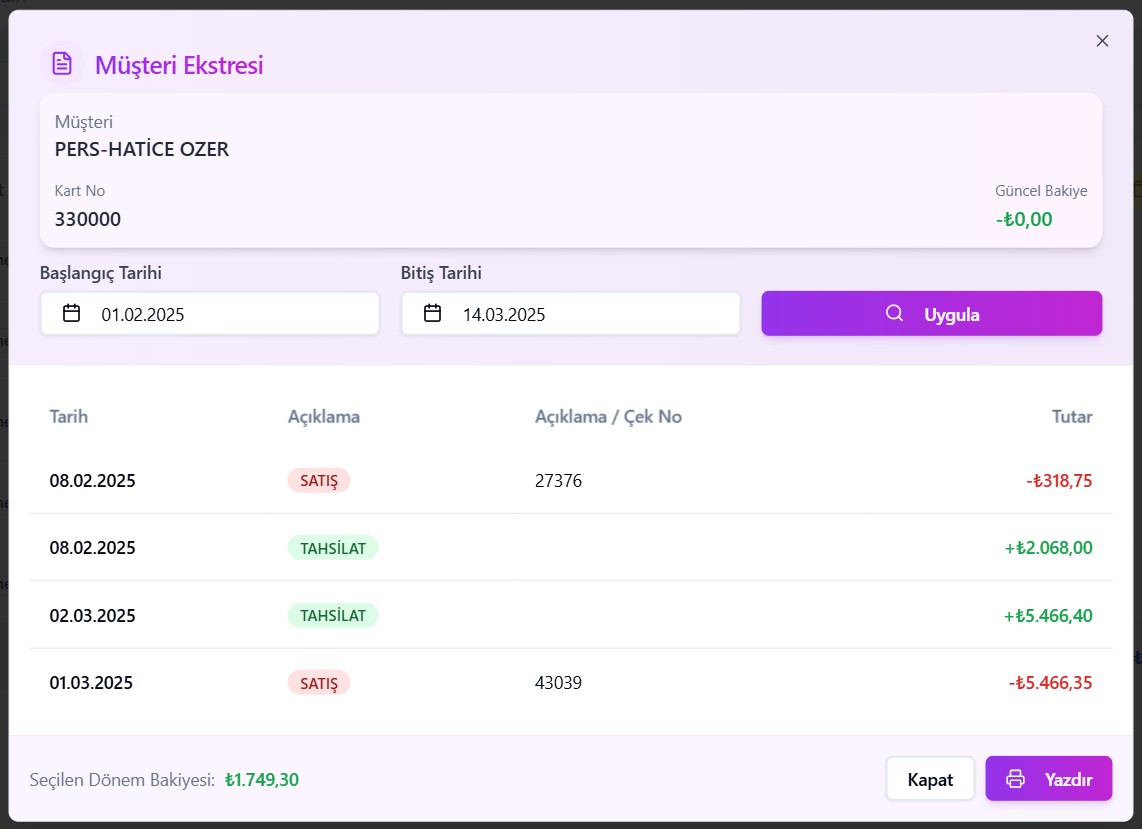 Müşteri Ekstresi
Müşteri
PERS-HATİCE OZER
Kart No
Güncel Bakiye
330000
-₺0,00
Başlangıç Tarihi
Bitiş Tarihi
01.02.2025
14.03.2025
Uygula
Tarih Açıklama Açıklama / Çek No Tutar
08.02.2025 SATIŞ 27376 -₺318,75
08.02.2025 TAHSİLAT +₺2.068,00
02.03.2025 TAHSİLAT +₺5.466,40
01.03.2025 SATIŞ 43039 -₺5.466,35
Seçilen Dönem Bakiyesi: ₺1.749,30
Kapat
Yazdır